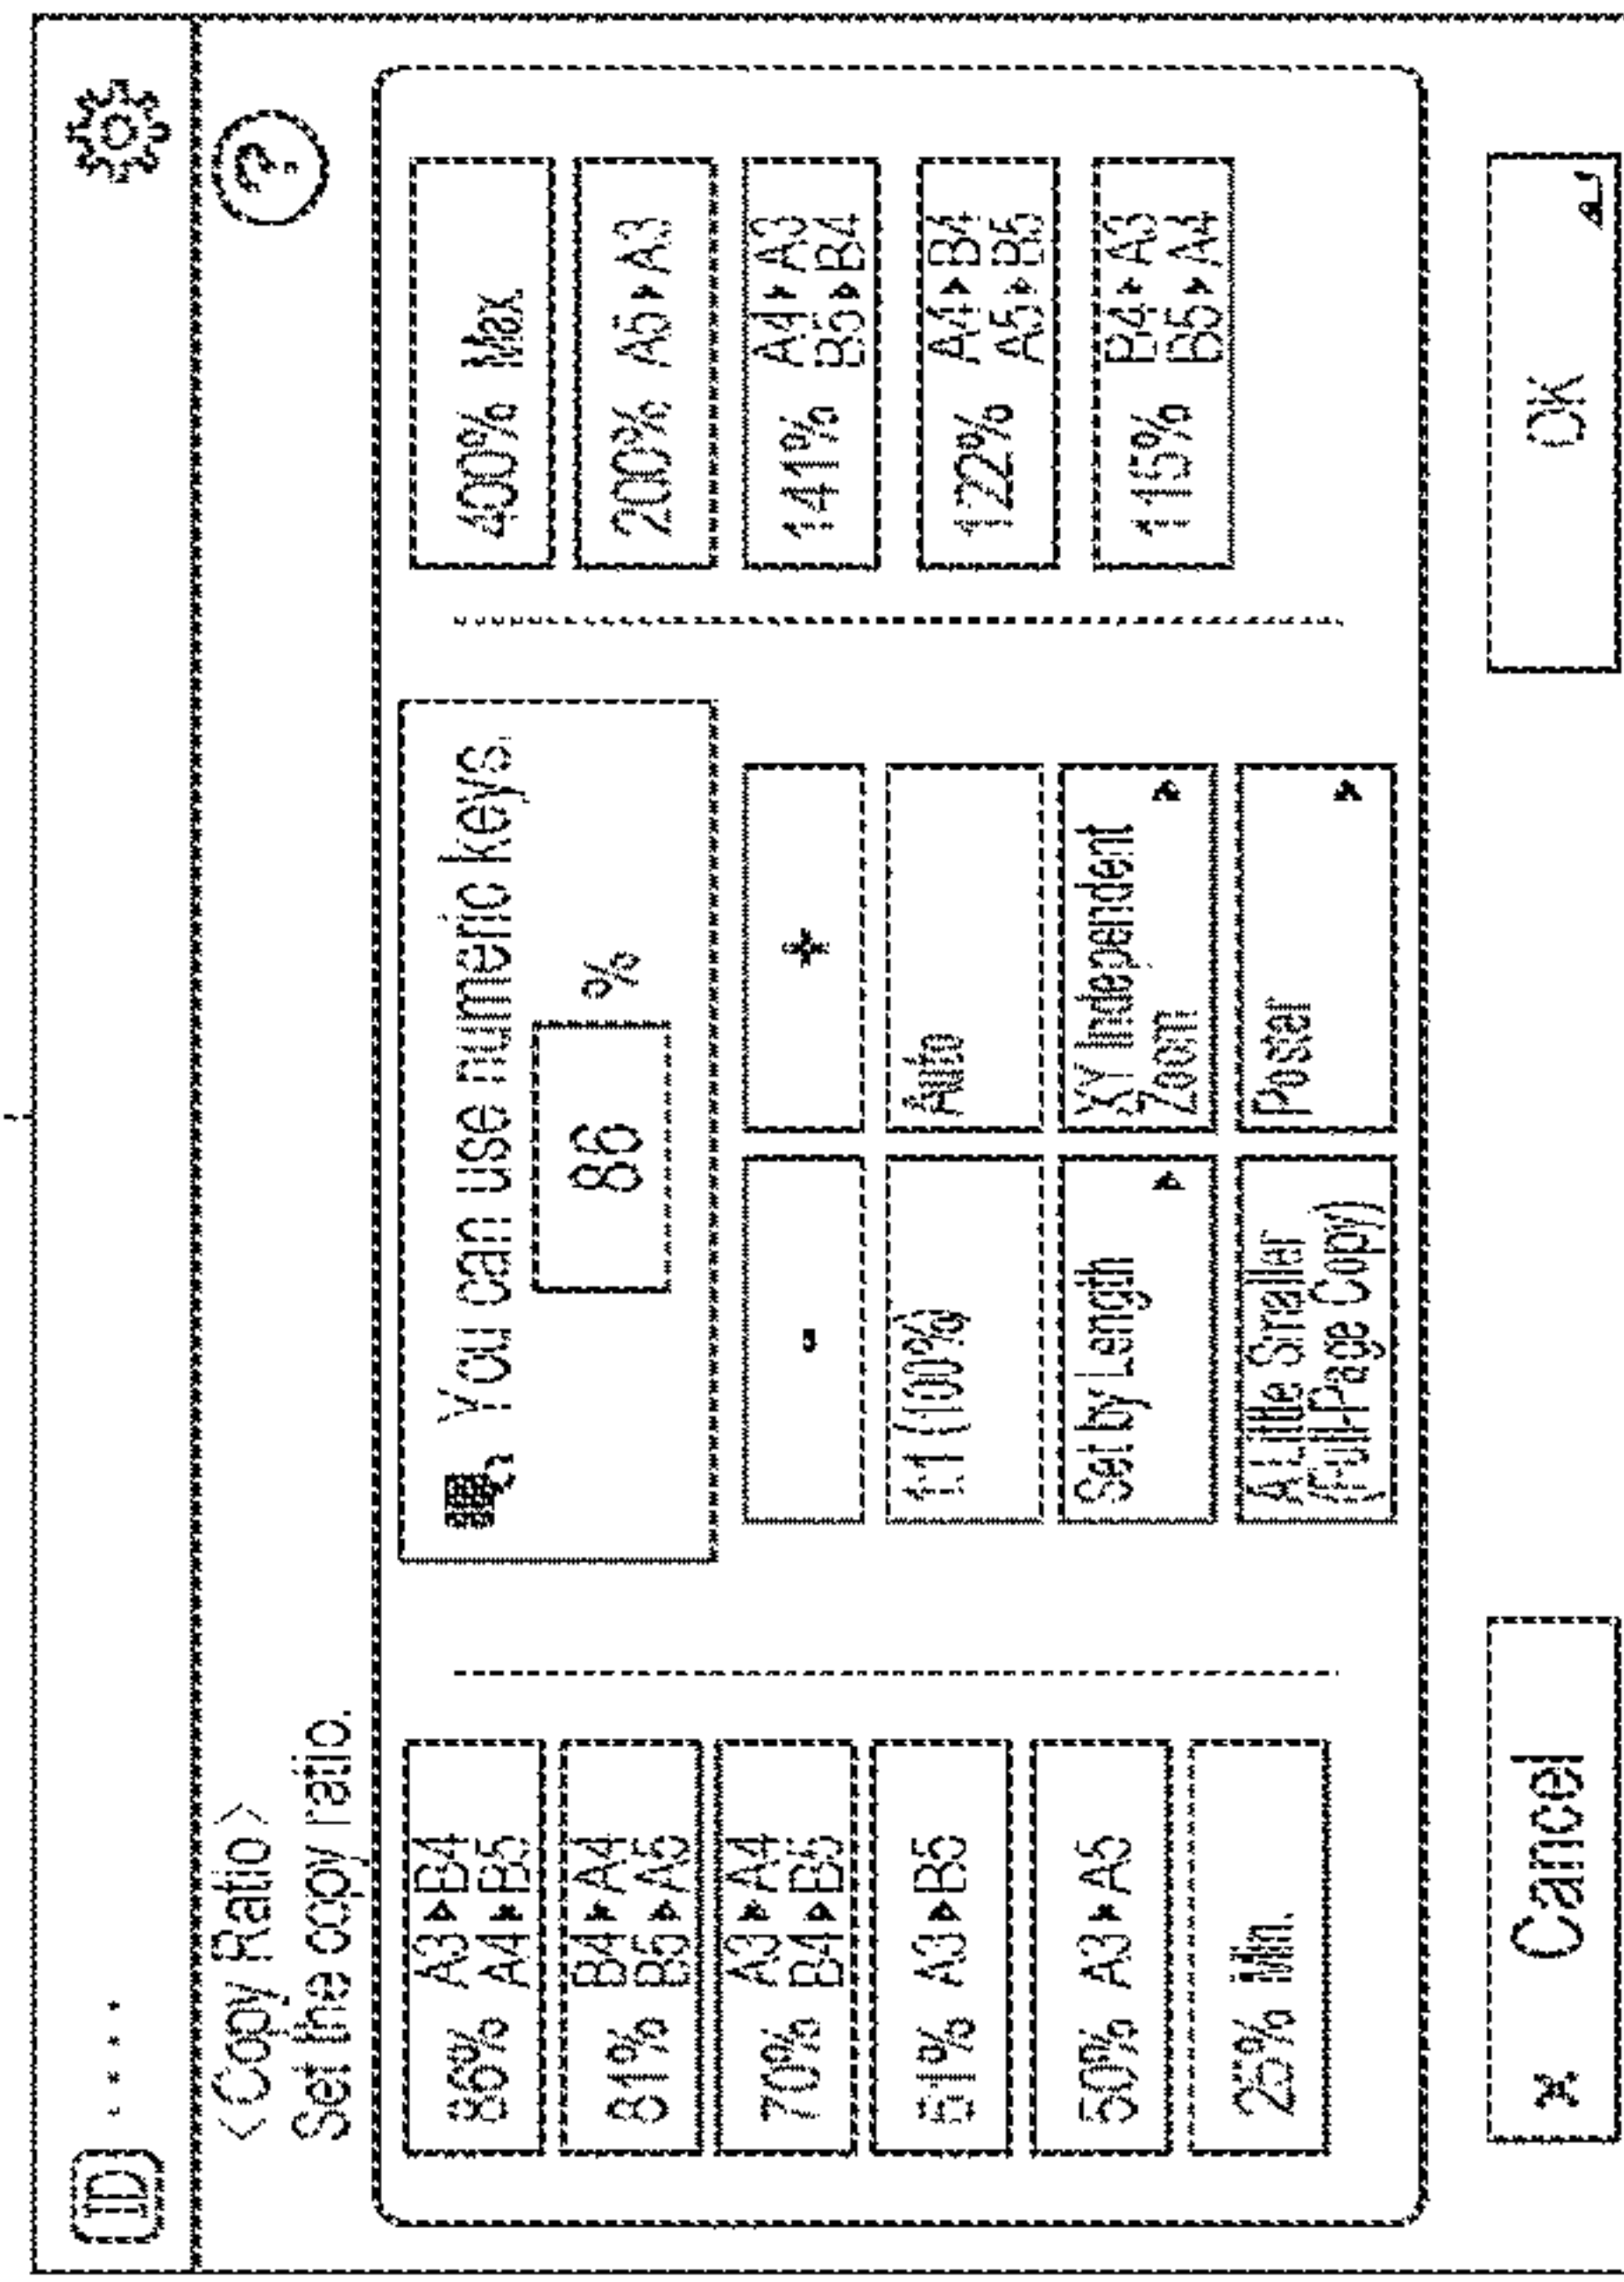 ID ****
<Copy Ratio>
Set the copy ratio.
?
86% A3▶B4
A4▶B5
81% B4▶A4
B5▶A5
70% A3▶A4
B4▶B5
51% A3▶B5
50% A3▶A5
25% Min.
You can use numeric keys.
86 %
- +
1:1 (100%) Auto
Set by Length ▶
XY Independent
Zoom ▶
A Little Smaller
(Full-Page Copy)
Poster ▶
400% Max.
200% A5▶A3
141% A4▶A3
B5▶B4
122% A4▶B4
A5▶B5
115% B4▶A3
B5▶A4
× Cancel
OK